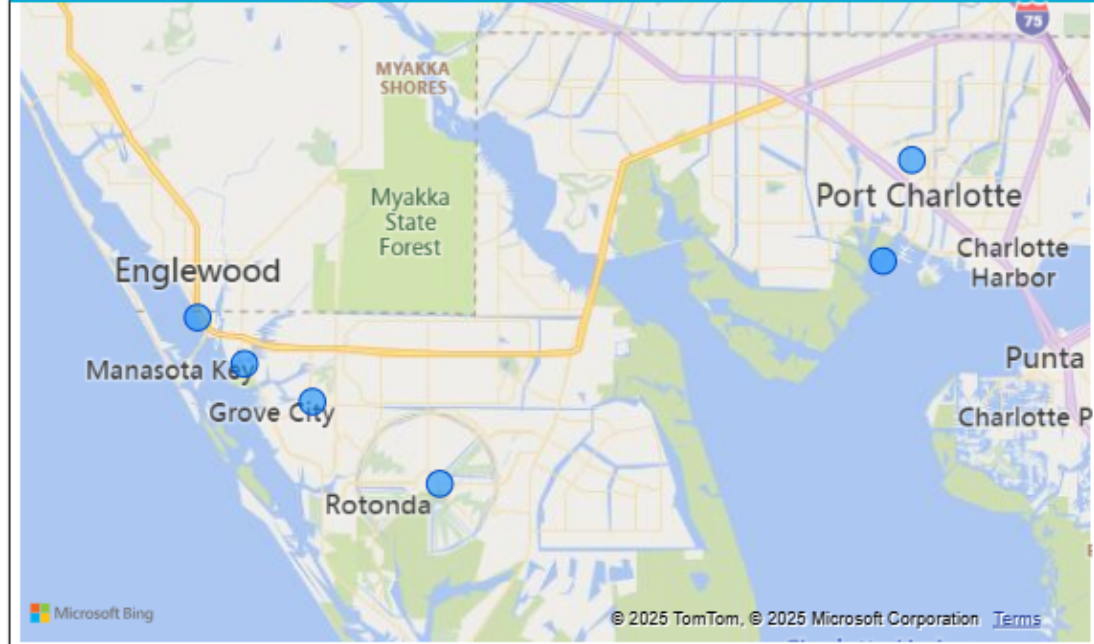 75
MYAKKA
SHORES
Myakka
State
Forest
Port Charlotte
Charlotte
Harbor
Englewood
Manasota Key
Grove City
Punta
Charlotte P
Rotonda
Microsoft Bing
© 2025 TomTom, © 2025 Microsoft Corporation Terms